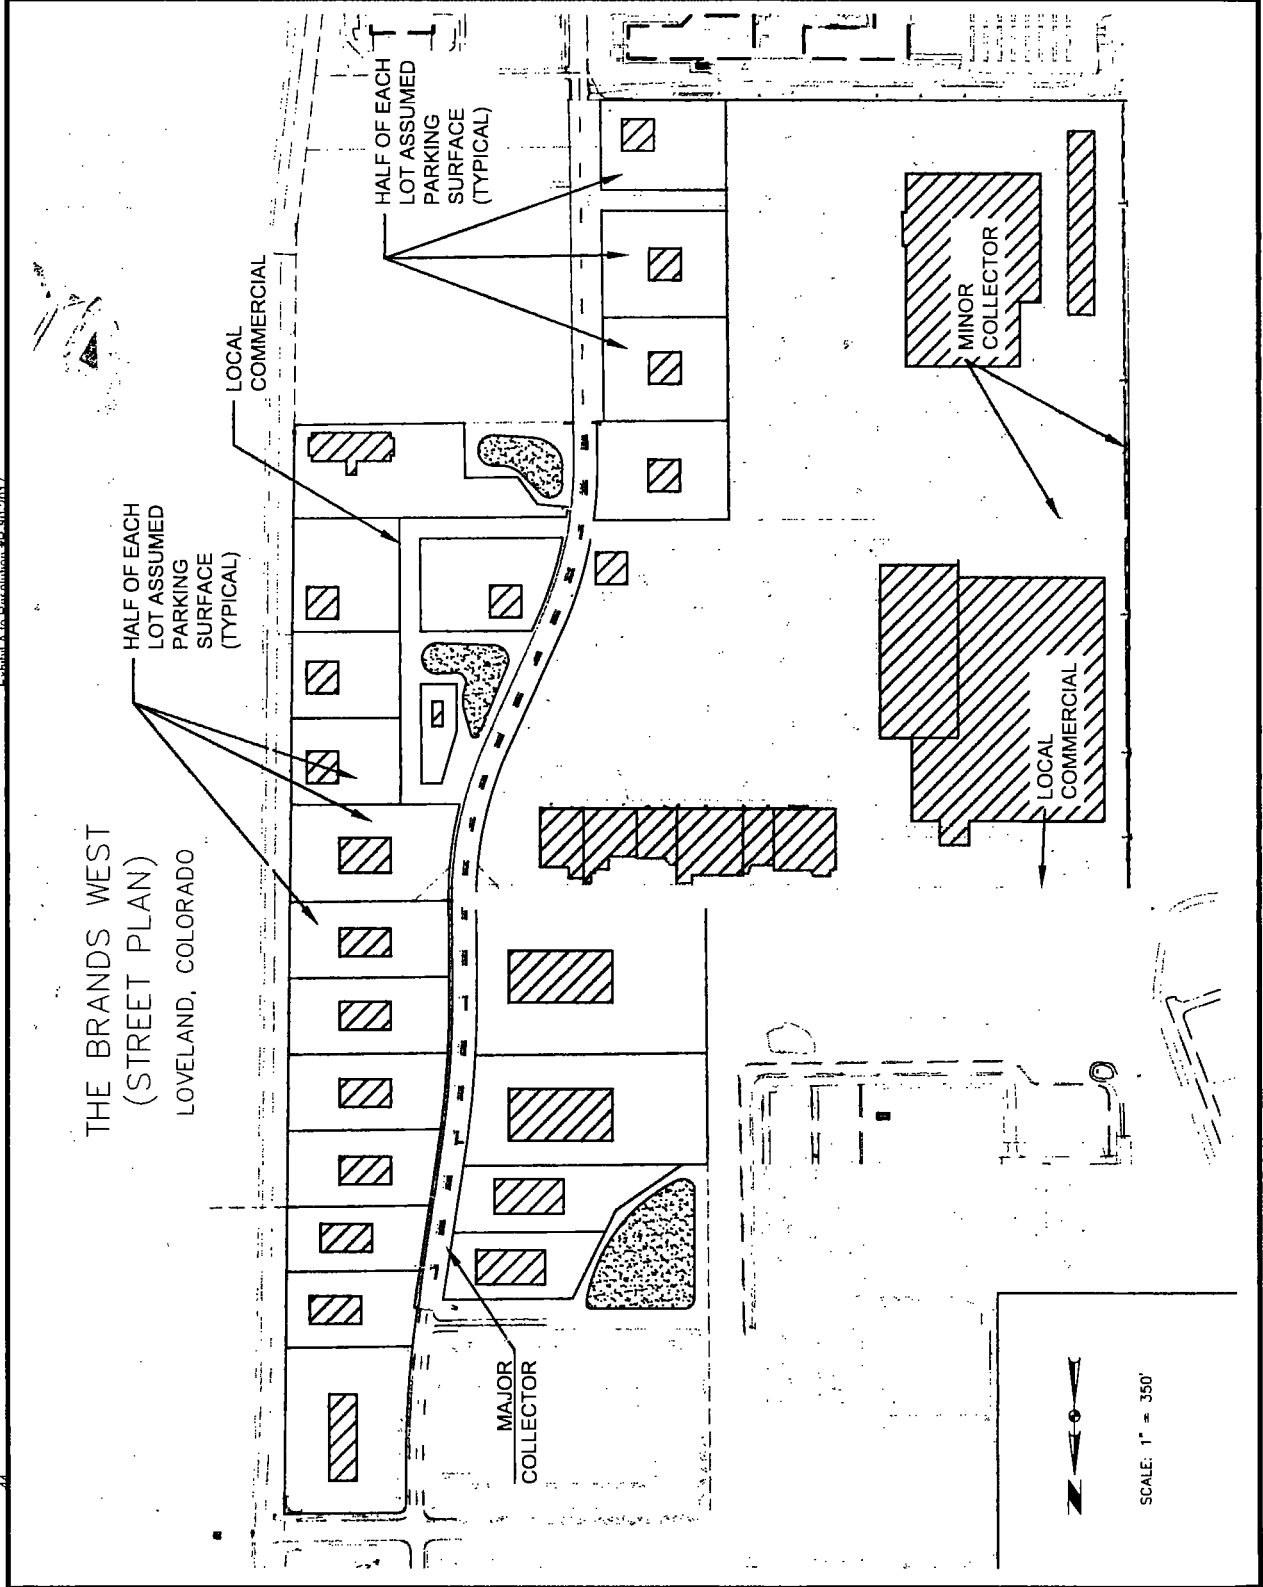 THE BRANDS WEST
(STREET PLAN)
LOVELAND, COLORADO
HALF OF EACH
LOT ASSUMED
PARKING
SURFACE
(TYPICAL)
LOCAL
COMMERCIAL
HALF OF EACH
LOT ASSUMED
PARKING
SURFACE
(TYPICAL)
MAJOR
COLLECTOR
LOCAL
COMMERCIAL
MINOR
COLLECTOR
N
SCALE: 1" = 350'